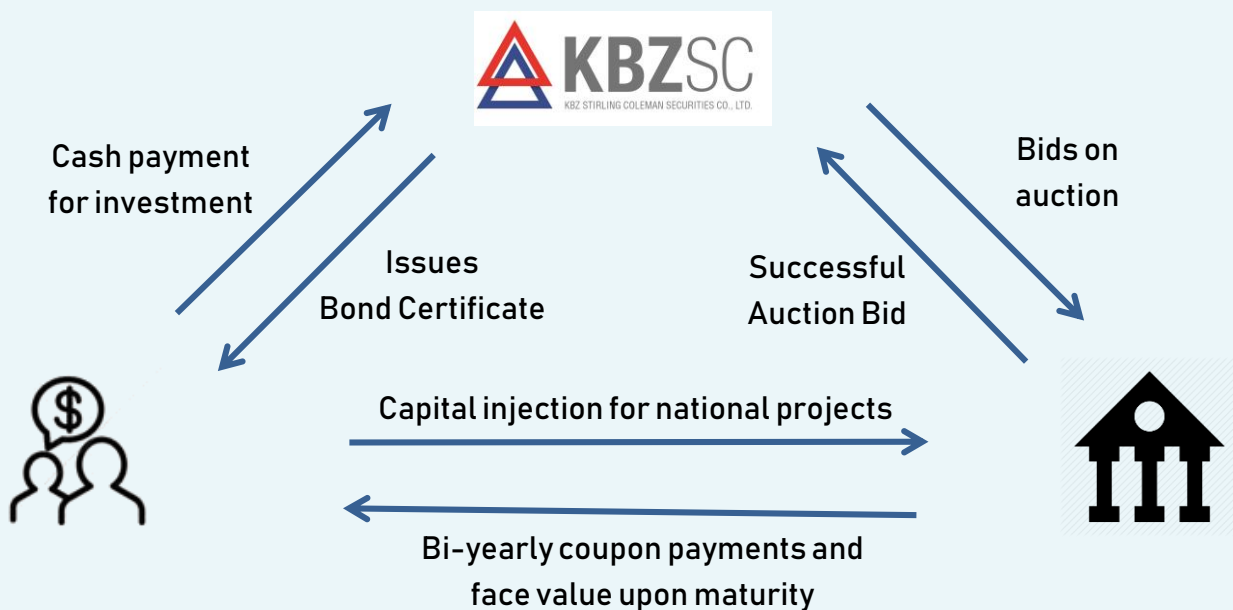 KBZSC
KBZ STIRLING COLEMAN SECURITIES CO., LTD.
Cash payment
for investment
Bids on
auction
Issues
Bond Certificate
Successful
Auction Bid
$
Capital injection for national projects
Bi-yearly coupon payments and
face value upon maturity